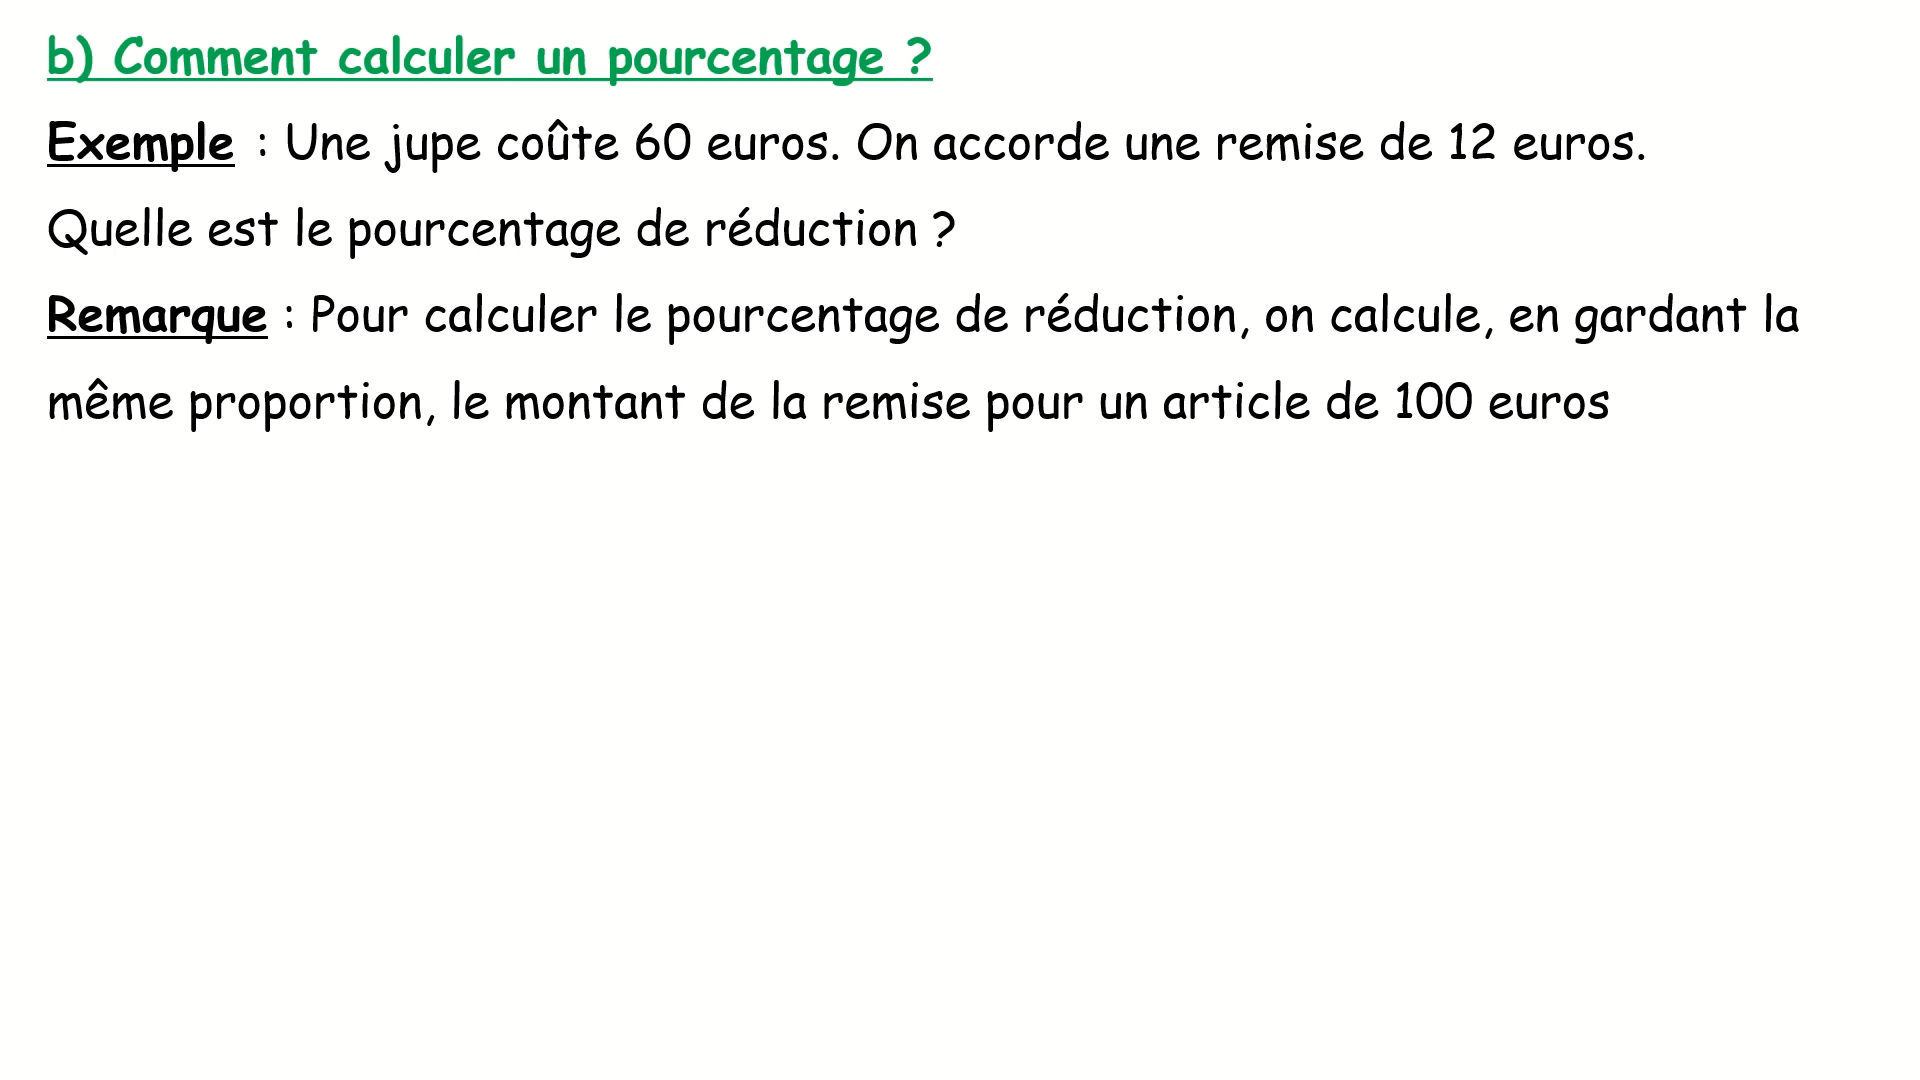 b) Comment calculer un pourcentage ?
Exemple : Une jupe coûte 60 euros. On accorde une remise de 12 euros.
Quelle est le pourcentage de réduction ?
Remarque : Pour calculer le pourcentage de réduction, on calcule, en gardant la
même proportion, le montant de la remise pour un article de 100 euros